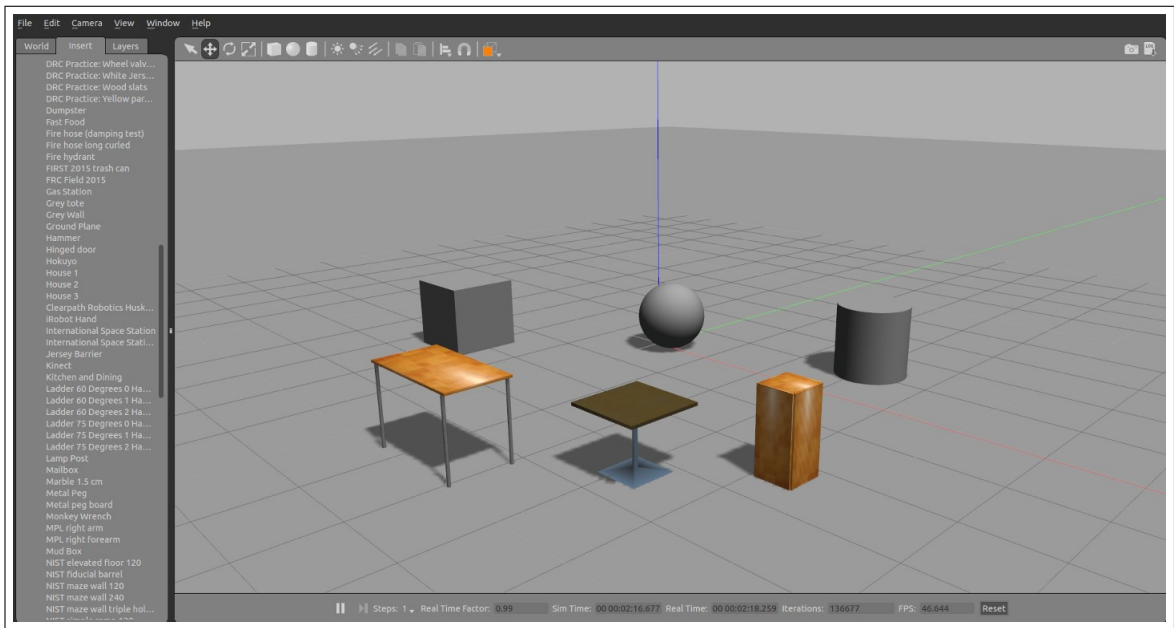 File Edit Camera View Window Help
World Insert Layers
DRC Practice: Wheel valv...
DRC Practice: White Jers...
DRC Practice: Wood slats
DRC Practice: Yellow par...
Dumpster
Fast Food
Fire hose (damping test)
Fire hose long curled
Fire hydrant
FIRST 2015 trash can
FRC Field 2015
Gas Station
Grey tote
Grey Wall
Ground Plane
Hammer
Hinged door
Hokuyo
House 1
House 2
House 3
Clearpath Robotics Husk...
iRobot Hand
International Space Station
International Space Stati...
Jersey Barrier
Kinect
Kitchen and Dining
Ladder 60 Degrees 0 Ha...
Ladder 60 Degrees 1 Ha...
Ladder 60 Degrees 2 Ha...
Ladder 75 Degrees 0 Ha...
Ladder 75 Degrees 1 Ha...
Ladder 75 Degrees 2 Ha...
Lamp Post
Mailbox
Marble 1.5 cm
Metal Peg
Metal peg board
Monkey Wrench
MPL right arm
MPL right forearm
Mud Box
NIST elevated floor 120
NIST fiducial barrel
NIST maze wall 120
NIST maze wall 240
NIST maze wall triple hol...
Steps: 1 Real Time Factor: 0.99 Sim Time: 00 00:02:16.677 Real Time: 00 00:02:18.259 Iterations: 136677 FPS: 46.644 Reset